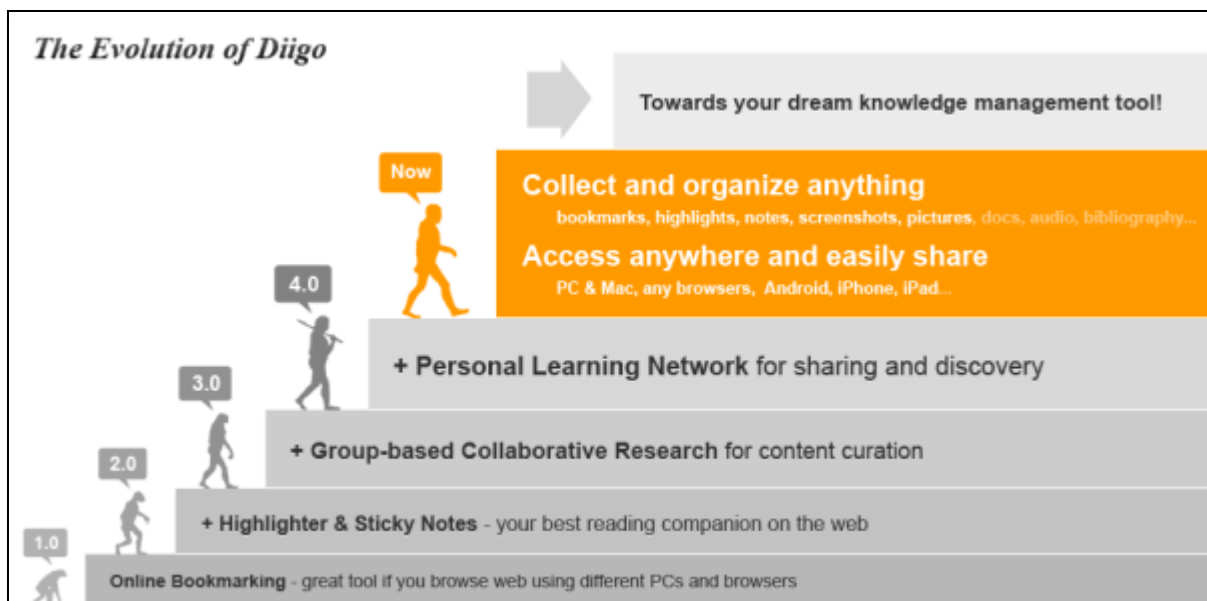 The Evolution of Diigo
Towards your dream knowledge management tool!
Now
Collect and organize anything
bookmarks, highlights, notes, screenshots, pictures, docs, audio, bibliography...
Access anywhere and easily share
PC & Mac, any browsers, Android, iPhone, iPad...
4.0
+ Personal Learning Network for sharing and discovery
3.0
+ Group-based Collaborative Research for content curation
2.0
+ Highlighter & Sticky Notes - your best reading companion on the web
1.0
Online Bookmarking - great tool if you browse web using different PCs and browsers